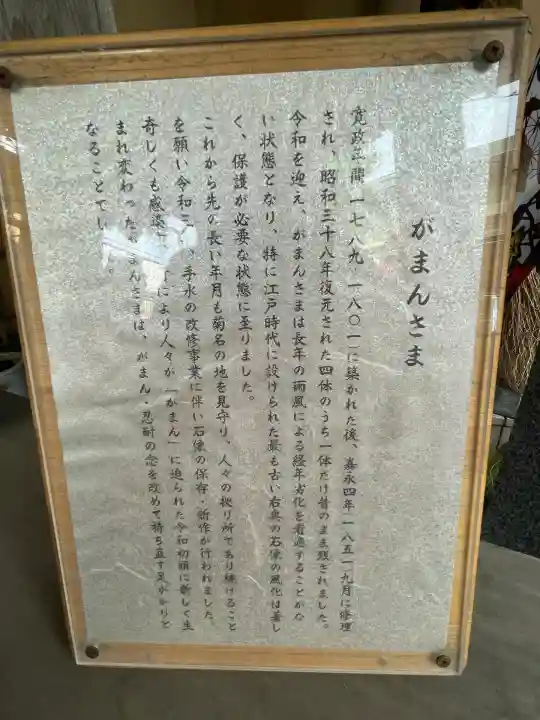 がまんさま
寛政年間(一七八九-一八〇一)に築かれた後、嘉永四年(一八五一)九月に修理
され、昭和三十八年復元された四体のうち一体だけ昔のまま残されました。
令和を迎え、がまんさまは長年の雨風による経年劣化を看過することができな
い状態となり、特に江戸時代に設けられた最も古い右奥の石像の風化は著し
く、保護が必要な状態に至りました。
これから先の長い年月も菊名の地を見守り、人々の拠り所であり続けること
を願い令和三 、手水の改修事業に伴い石像の保存・新作が行われました。
奇しくも感染 行により人々が「がまん」に迫られた令和初頭に新しく生
まれ変わったがまんさまは、がまん・忍耐の念を改めて持ち直す足がかりと
なることでし 。